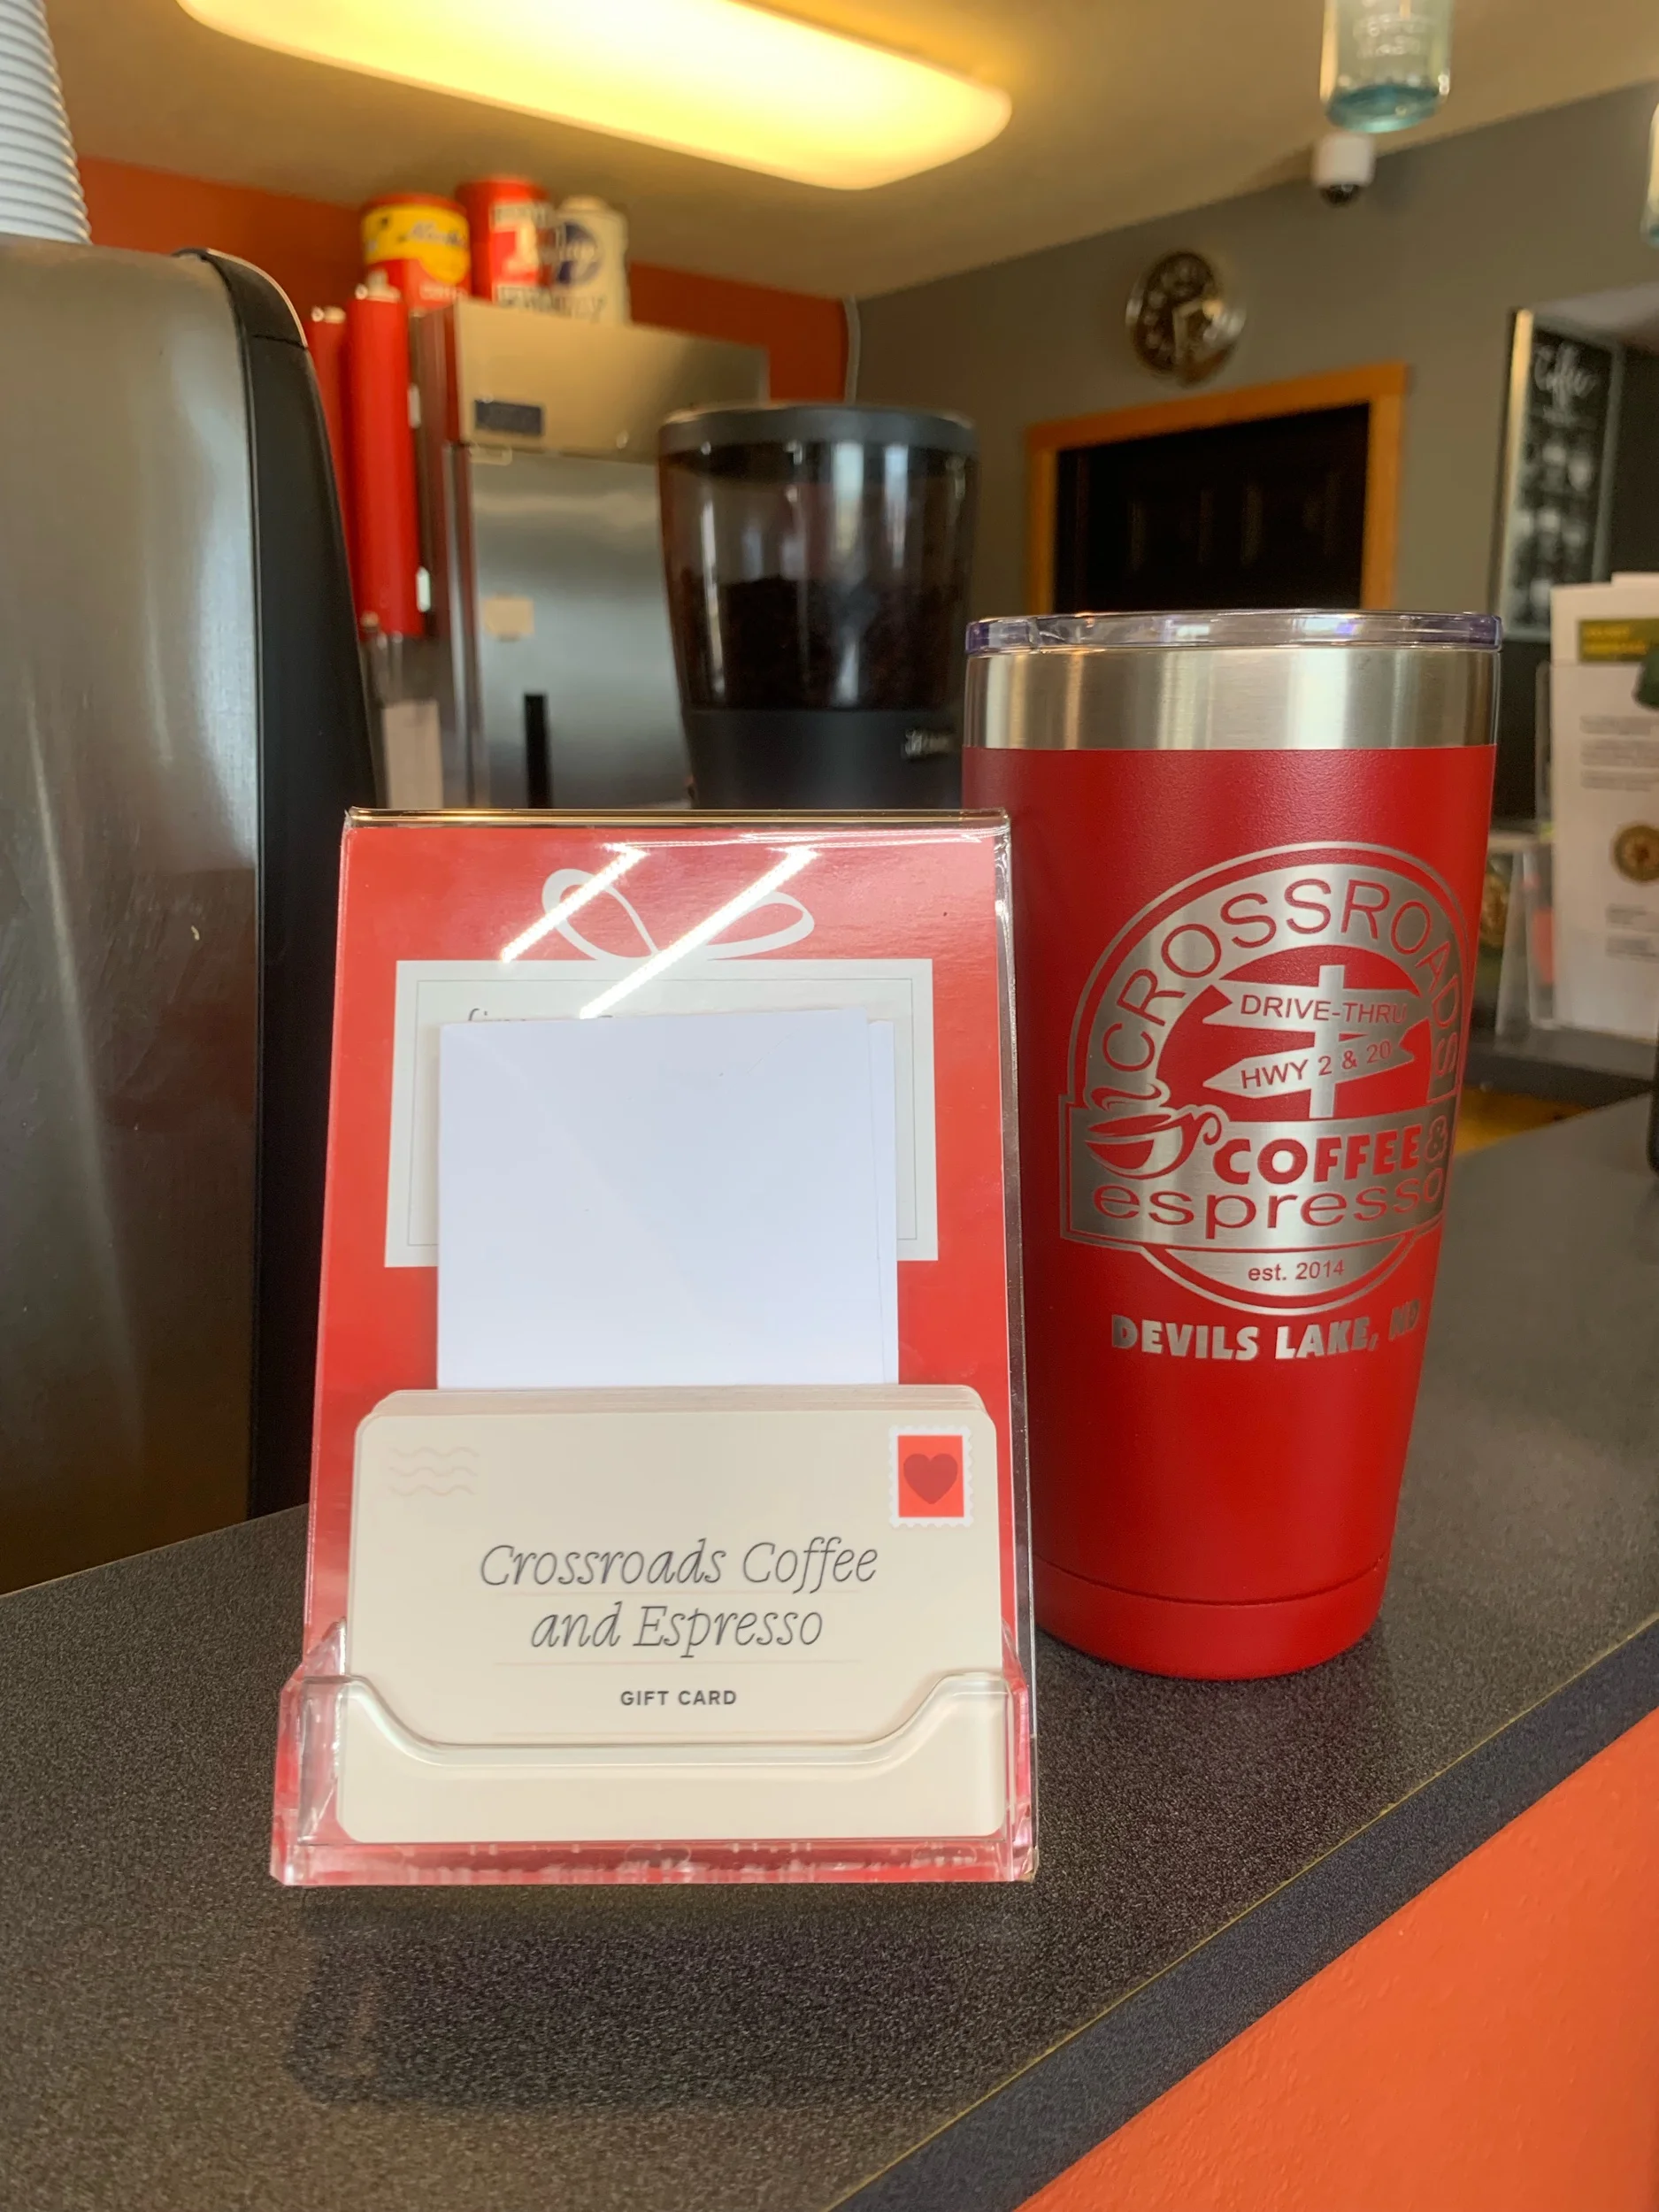 CROSSROADS
DRIVE-THRU
HWY 2 & 20
COFFEE &
espresso
est. 2014
DEVILS LAKE, ND
Crossroads Coffee
and Espresso
GIFT CARD